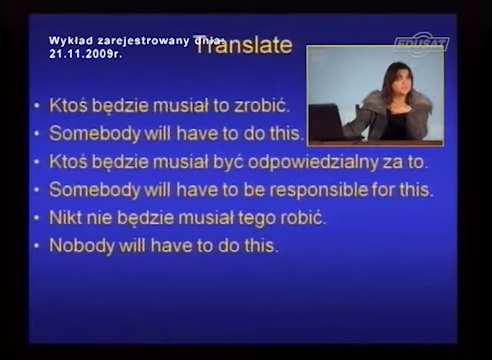 Wykład zarejestrowany dnia:
21.11.2009r.
Translate
EDUSAT
Ktoś będzie musiał to zrobić.
Somebody will have to do this.
Ktoś będzie musiał być odpowiedzialny za to.
Somebody will have to be responsible for this.
Nikt nie będzie musiał tego robić.
Nobody will have to do this.